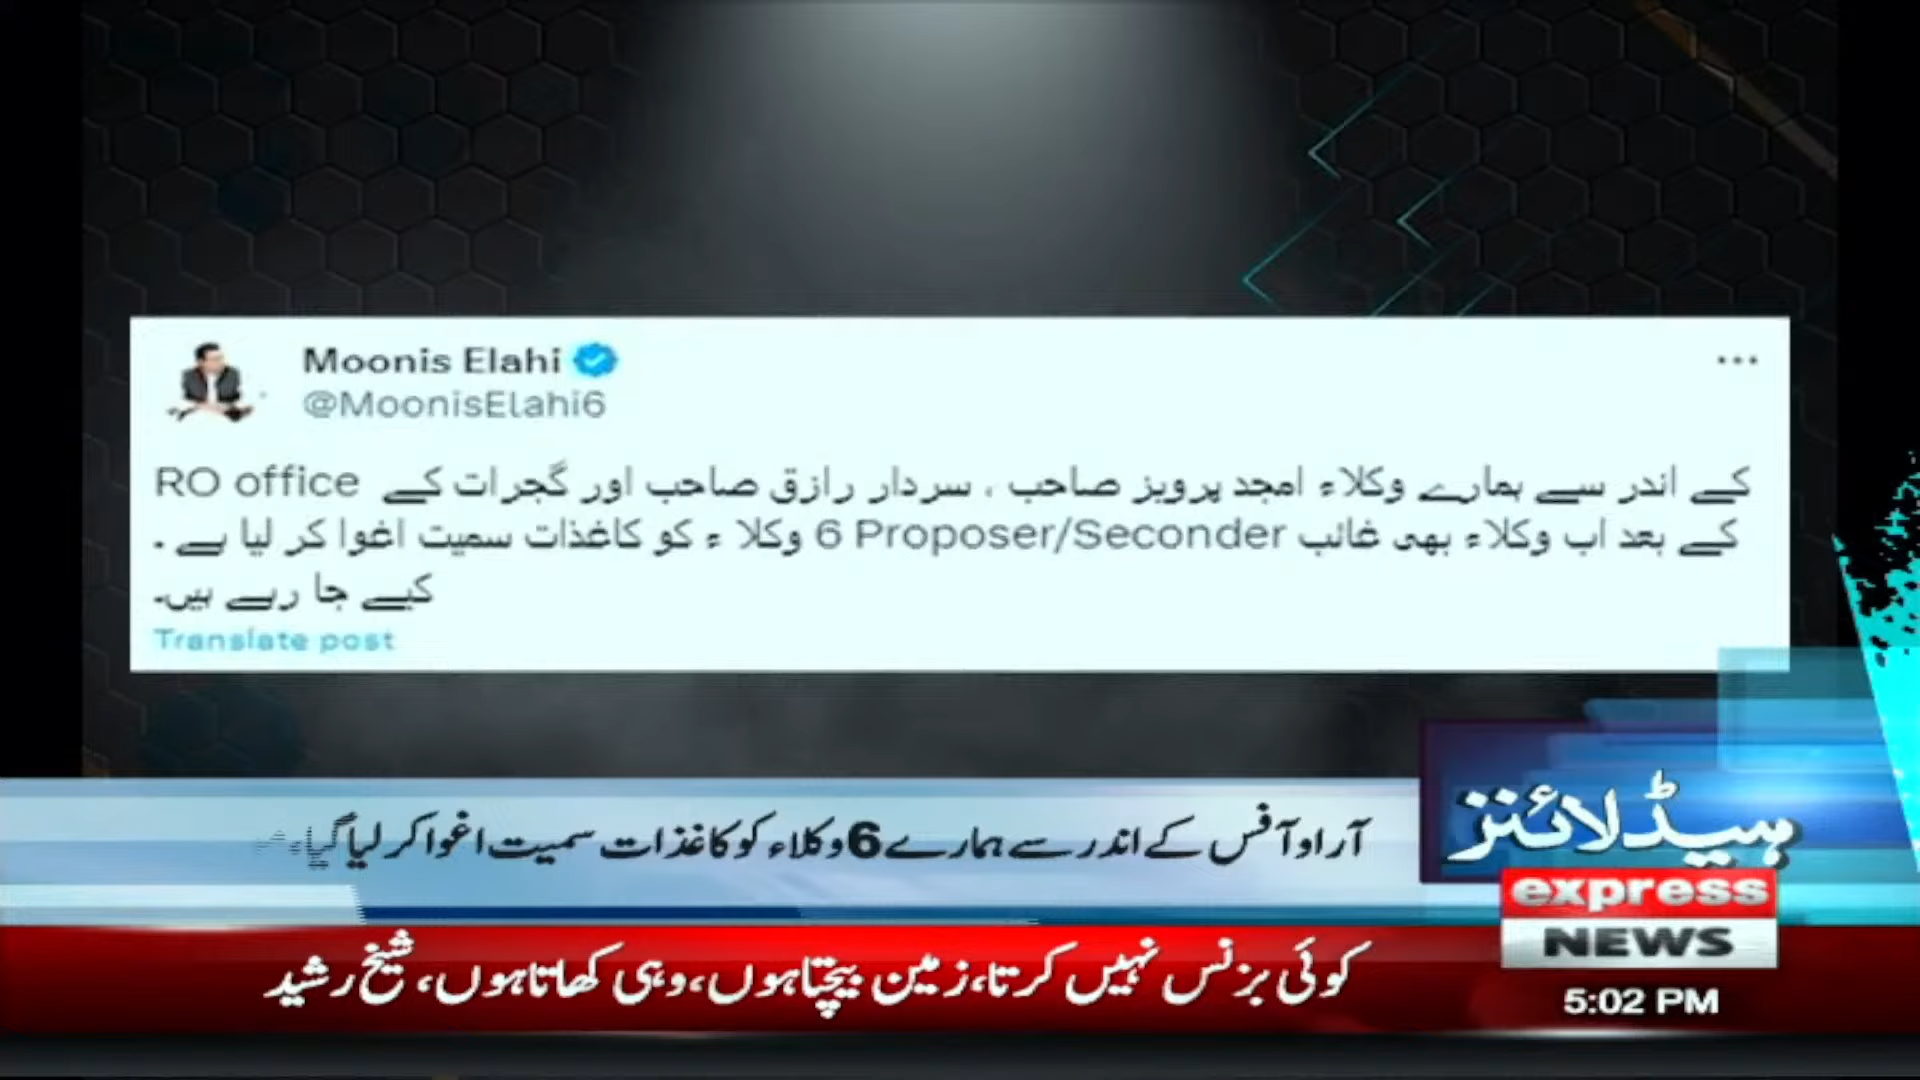 Moonis Elahi
@MoonisElahi6
RO office کے اندر سے ہمارے وکلاء امجد پرویز صاحب ، سردار رازق صاحب اور گجرات کے
6 وکلا ء کو کاغذات سمیت اغوا کر لیا ہے ۔ Proposer/Seconder کے بعد اب وکلاء بھی غائب
کیے جا رہے ہیں۔
Translate post
آر او آفس کے اندر سے ہمارے 6 وکلاء کو کاغذات سمیت اغوا کر لیا گیا،
ہیڈلائنز
express
NEWS
کوئی بزنس نہیں کرتا، زمین بیچتا ہوں، وہی کھاتا ہوں، شیخ رشید
5:02 PM